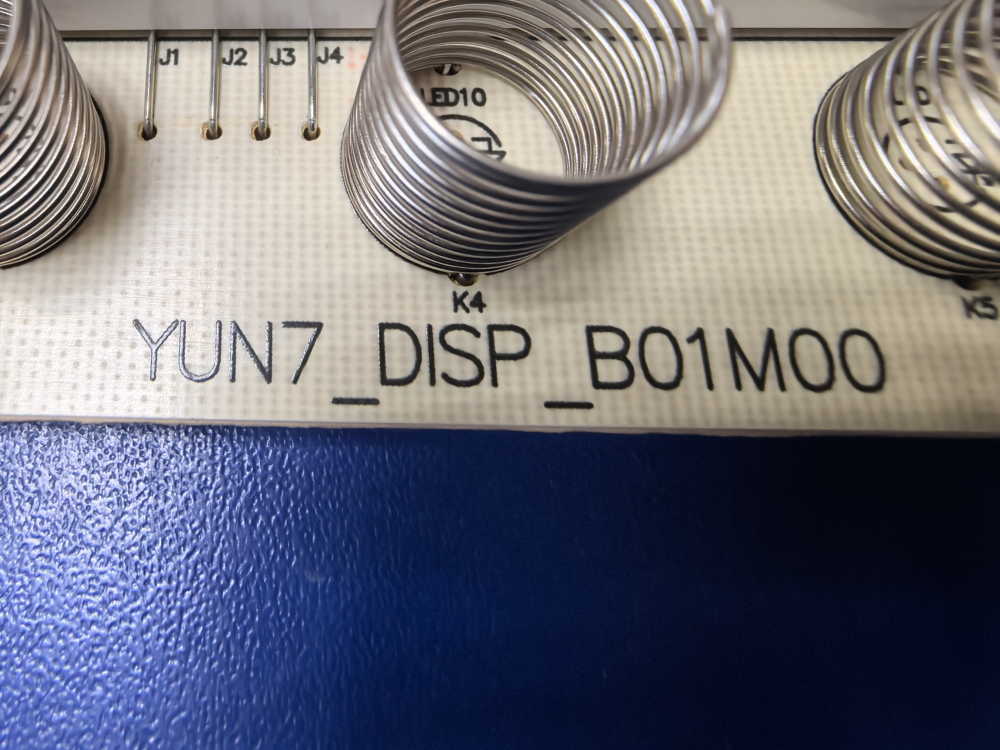 J1 J2 J3 J4
LED10
K4
K5
YUN7_DISP_B01M00